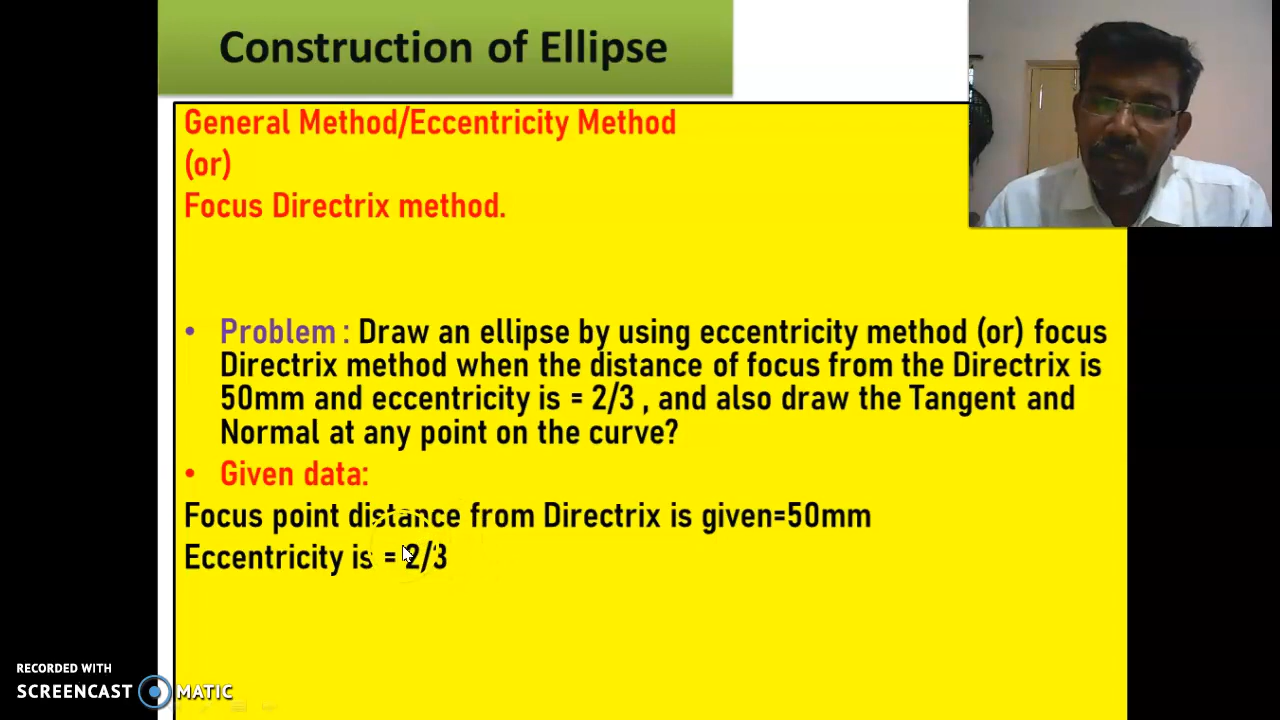 Construction of Ellipse
General Method/Eccentricity Method
(or)
Focus Directrix method.
• Problem : Draw an ellipse by using eccentricity method (or) focus
Directrix method when the distance of focus from the Directrix is
50mm and eccentricity is = 2/3 , and also draw the Tangent and
Normal at any point on the curve?
• Given data:
Focus point distance from Directrix is given=50mm
Eccentricity is = 2/3
RECORDED WITH
SCREENCAST MATIC